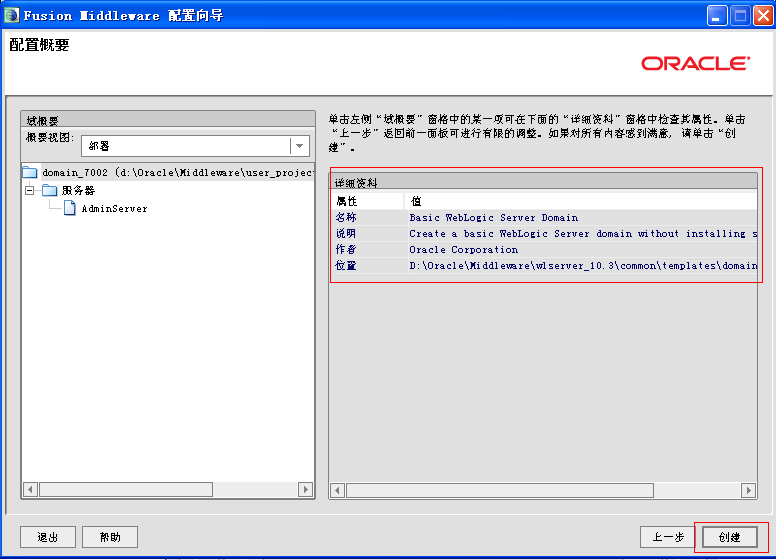 Fusion Middleware 配置向导
配置概要
ORACLE
域概要
概要视图:
部署
domain_7002 (d:\Oracle\Middleware\user_projec
服务器
AdminServer
单击左侧“域概要”窗格中的某一项可在下面的“详细资料”窗格中检查其属性。单击
“上一步”返回前一面板可进行有限的调整。如果对所有内容感到满意, 请单击“创
建”。
详细资料
属性 值
名称 Basic WebLogic Server Domain
说明 Create a basic WebLogic Server domain without installing s
作者 Oracle Corporation
位置 D:\Oracle\Middleware\wlserver_10.3\common\templates\domain
退出 帮助 上一步 创建